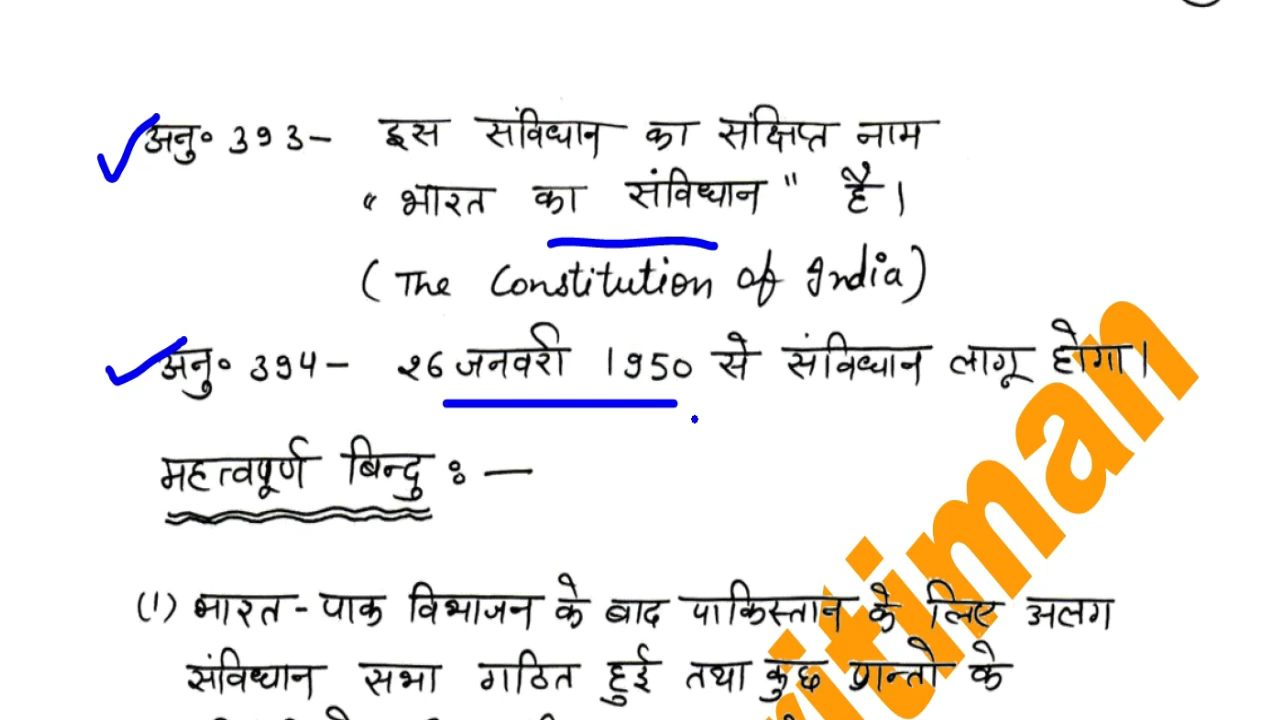 अनु० 393- इस संविधान का संक्षिप्त नाम
"भारत का संविधान" है।
(The Constitution of India)
अनु० 394- 26 जनवरी 1950 से संविधान लागू होगा।
महत्वपूर्ण बिन्दु : —
(1) भारत-पाक विभाजन के बाद पाकिस्तान के लिए अलग
संविधान सभा गठित हुई तथा कुछ प्रान्तो के